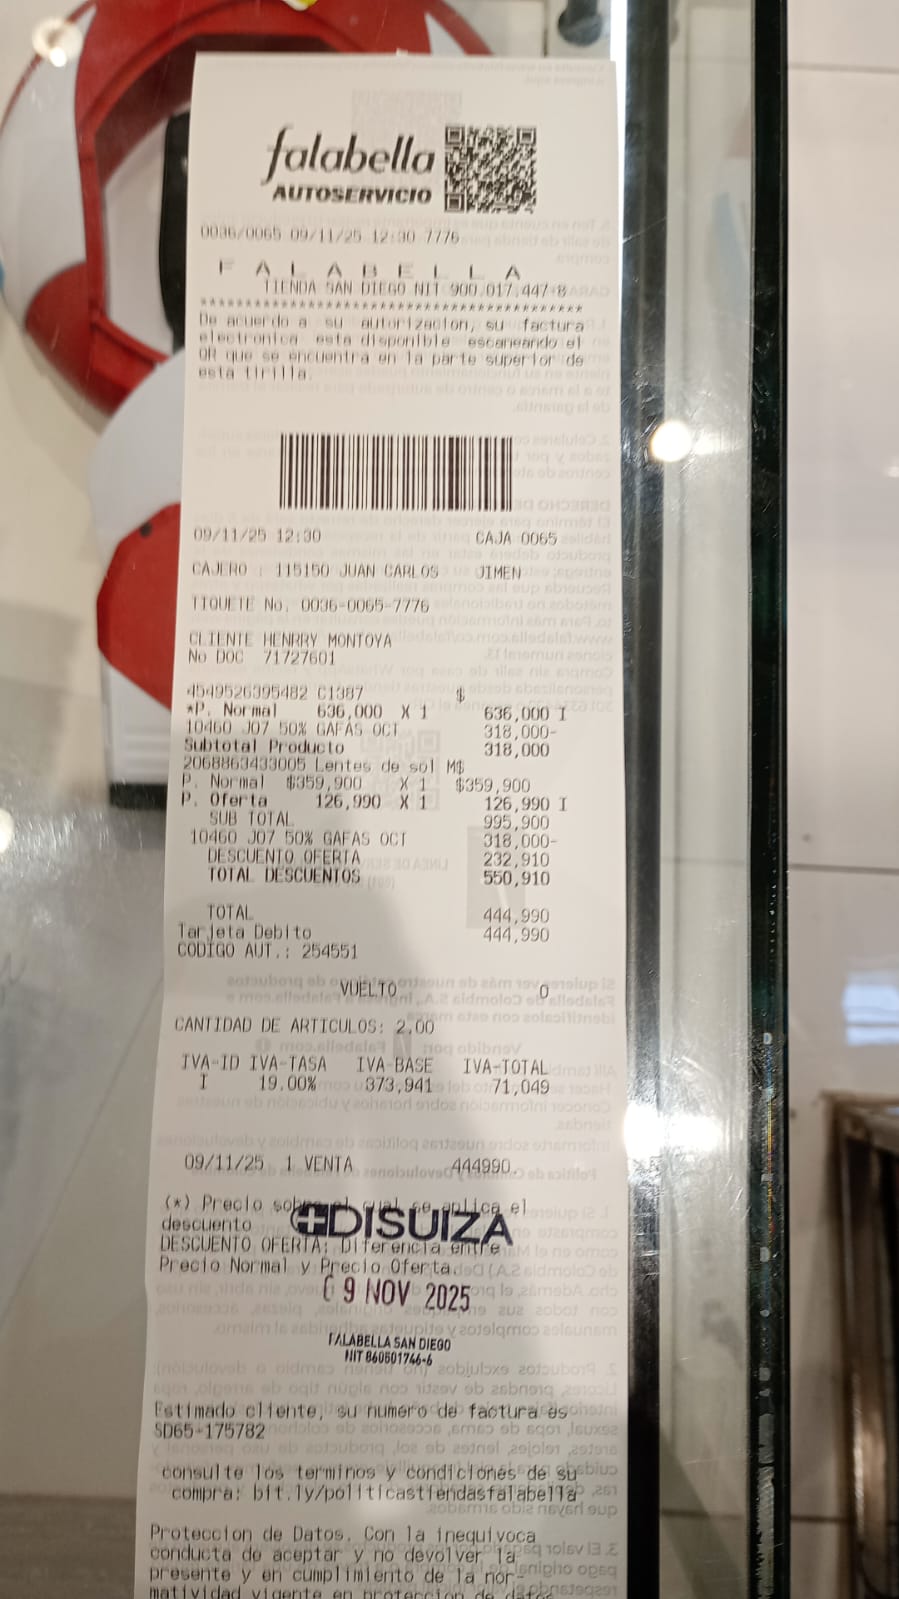 falabella
AUTOSERVICIO
0036/0065 09/11/25 12:30 7776
F A L A B E L L A
TIENDA SAN DIEGO NIT 900.017.447-8
******************************************
De acuerdo a su autorizacion, su factura
electronica esta disponible escaneando el
QR que se encuentra en la parte superior de
esta tirilla.
09/11/25 12:30 CAJA 0065
CAJERO : 115150 JUAN CARLOS JIMEN
TIQUETE No. 0036-0065-7776
CLIENTE HENRRY MONTOYA
No DOC 71727601
4549526395482 C1387 $
*P. Normal 636,000 X 1 636,000 I
10460 J07 50% GAFAS OCT 318,000-
Subtotal Producto 318,000
2068863433005 Lentes de sol M$
P. Normal $359,900 X 1 $359,900
P. Oferta 126,990 X 1 126,990 I
SUB TOTAL 995,900
10460 J07 50% GAFAS OCT 318,000-
DESCUENTO OFERTA 232,910
TOTAL DESCUENTOS 550,910
TOTAL 444,990
Tarjeta Debito 444,990
CODIGO AUT.: 254551
VUELTO 0
CANTIDAD DE ARTICULOS: 2.00
IVA-ID IVA-TASA IVA-BASE IVA-TOTAL
I 19.00% 373,941 71,049
09/11/25 1 VENTA 444990.
(*) Precio sobre el cual se aplica el
descuento
DISUIZA
DESCUENTO OFERTA: Diferencia entre
Precio Normal y Precio Oferta.
09 NOV 2025
FALABELLA SAN DIEGO
NIT 860501746-6
Estimado cliente, su numero de factura es
SD65-175782
consulte los terminos y condiciones de su
compra: bit.ly/politicastiendasfalabella
Proteccion de Datos. Con la inequivoca
conducta de aceptar y no devolver la
presente y en cumplimiento de la nor-
matividad vigente en proteccion de datos